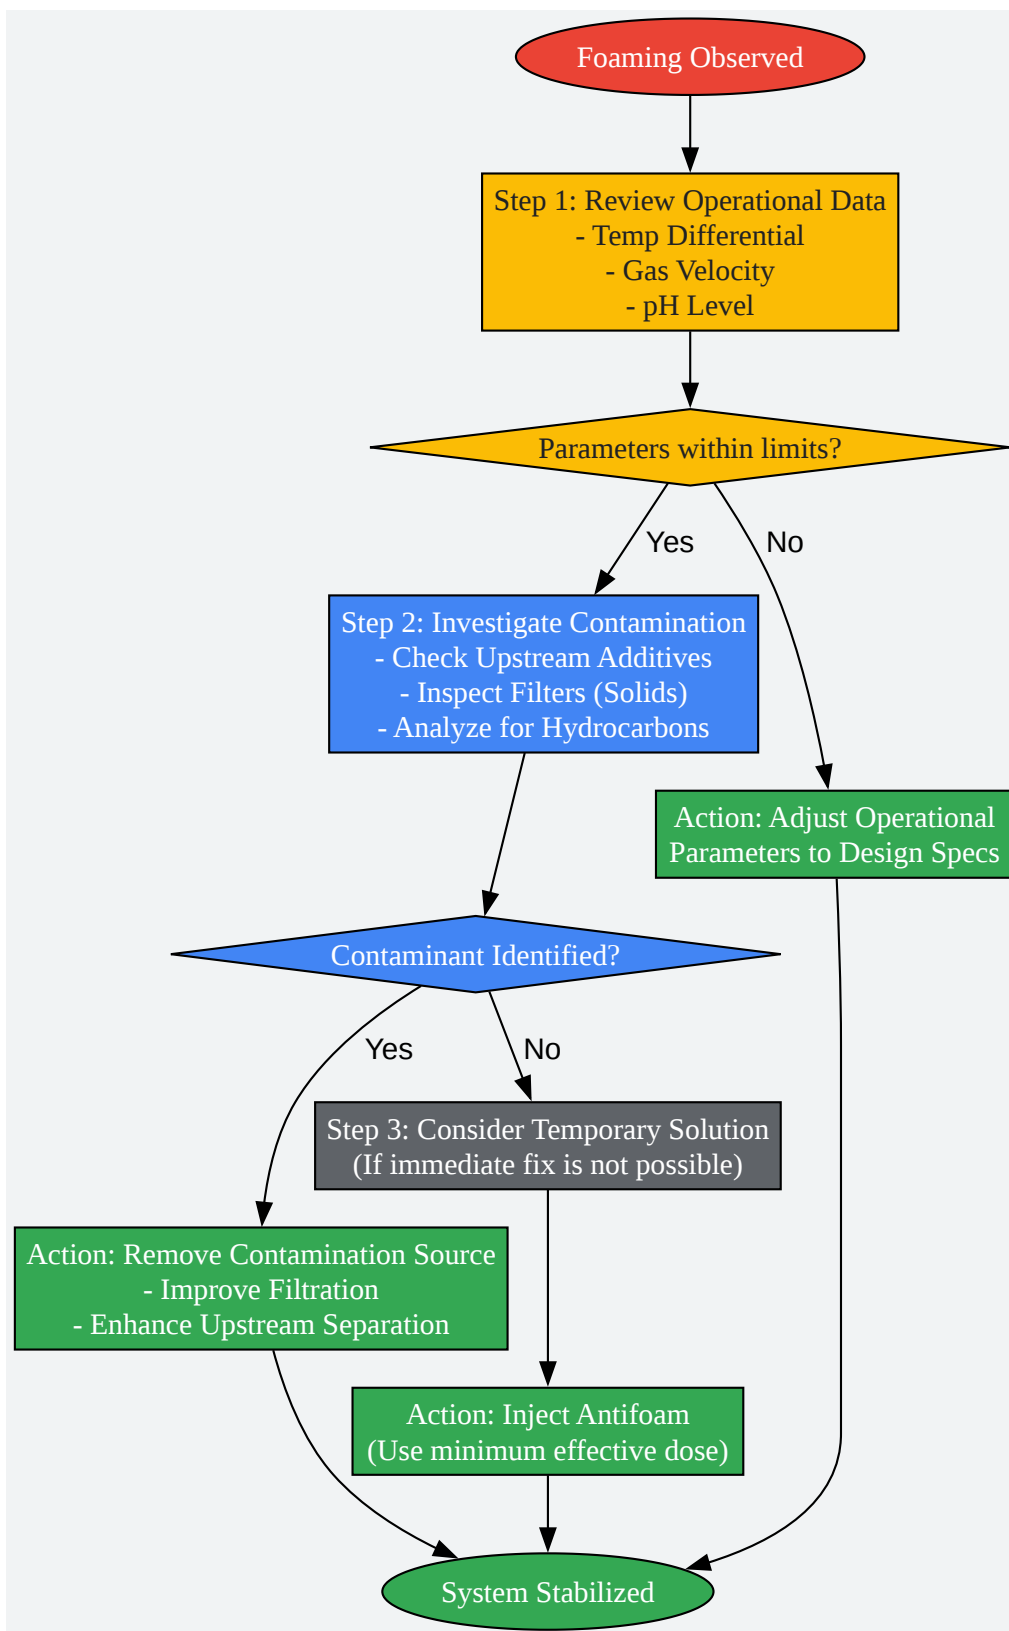 Foaming Observed
Step 1: Review Operational Data
- Temp Differential
- Gas Velocity
- pH Level
Parameters within limits?
Yes
No
Step 2: Investigate Contamination
- Check Upstream Additives
- Inspect Filters (Solids)
- Analyze for Hydrocarbons
Action: Adjust Operational
Parameters to Design Specs
Contaminant Identified?
Yes
No
Step 3: Consider Temporary Solution
(If immediate fix is not possible)
Action: Remove Contamination Source
- Improve Filtration
- Enhance Upstream Separation
Action: Inject Antifoam
(Use minimum effective dose)
System Stabilized